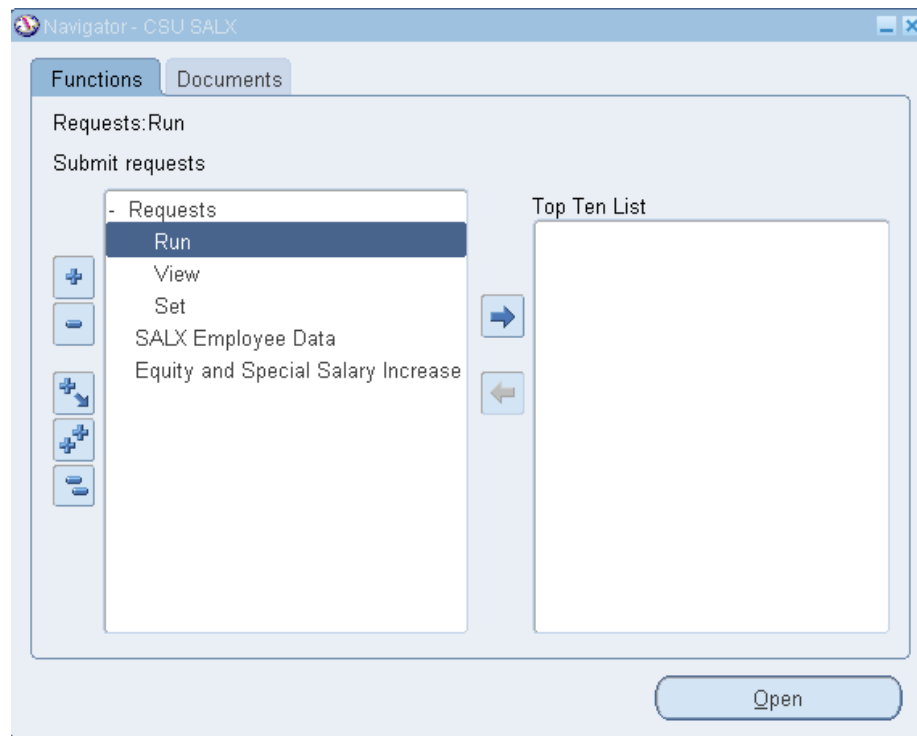 Navigator - CSU SALX
Functions
Documents
Requests:Run
Submit requests
- Requests
Run
View
Set
SALX Employee Data
Equity and Special Salary Increase
Top Ten List
Open